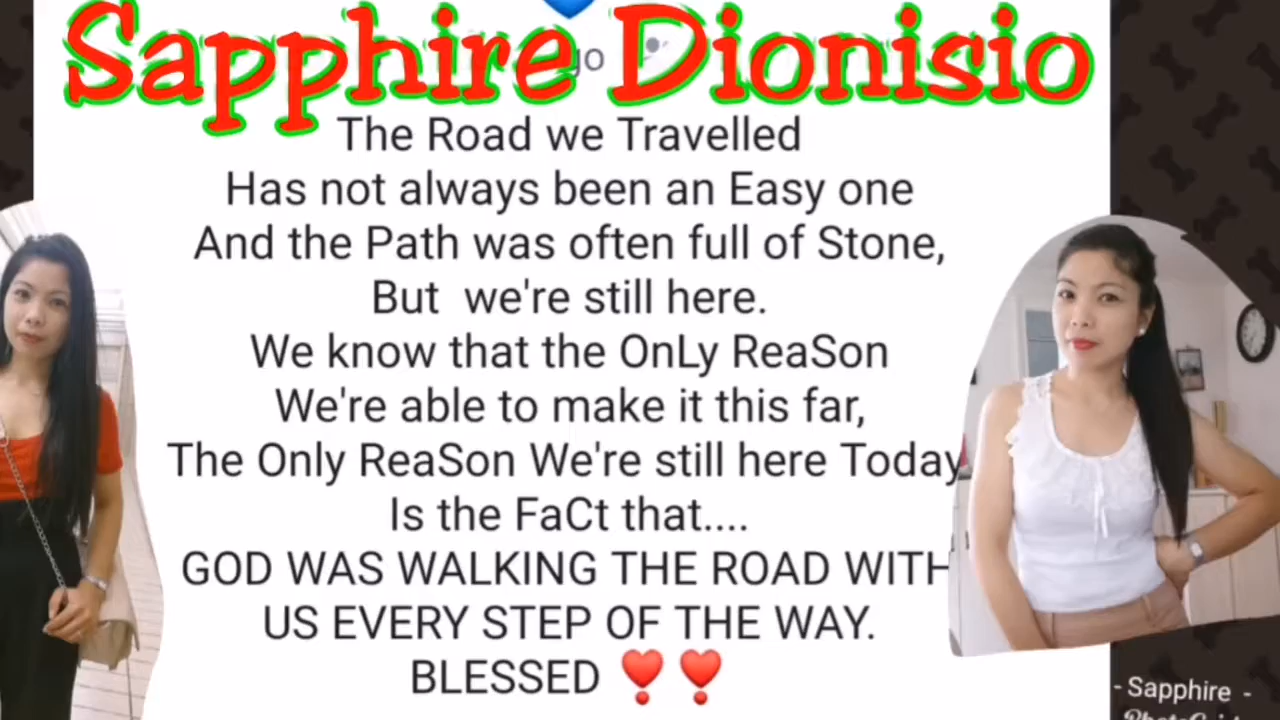 Sapphire Dionisio
The Road we Travelled
Has not always been an Easy one
And the Path was often full of Stone,
But we're still here.
We know that the OnLy ReaSon
We're able to make it this far,
The Only ReaSon We're still here Today
Is the FaCt that....
GOD WAS WALKING THE ROAD WITH
US EVERY STEP OF THE WAY.
BLESSED ❣️❣️
- Sapphire -